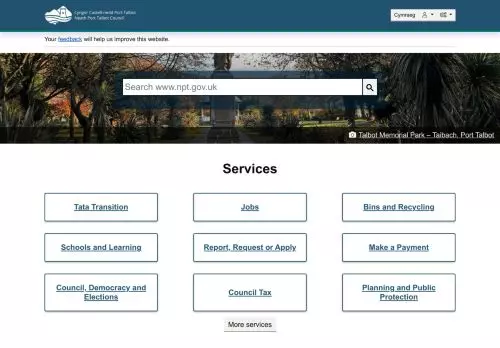 Cyngor Castell-nedd Port Talbot
Neath Port Talbot Council
Cymraeg
Your feedback will help us improve this website.
Search www.npt.gov.uk
Talbot Memorial Park – Taibach, Port Talbot
Services
Tata Transition
Jobs
Bins and Recycling
Schools and Learning
Report, Request or Apply
Make a Payment
Council, Democracy and
Elections
Council Tax
Planning and Public
Protection
More services